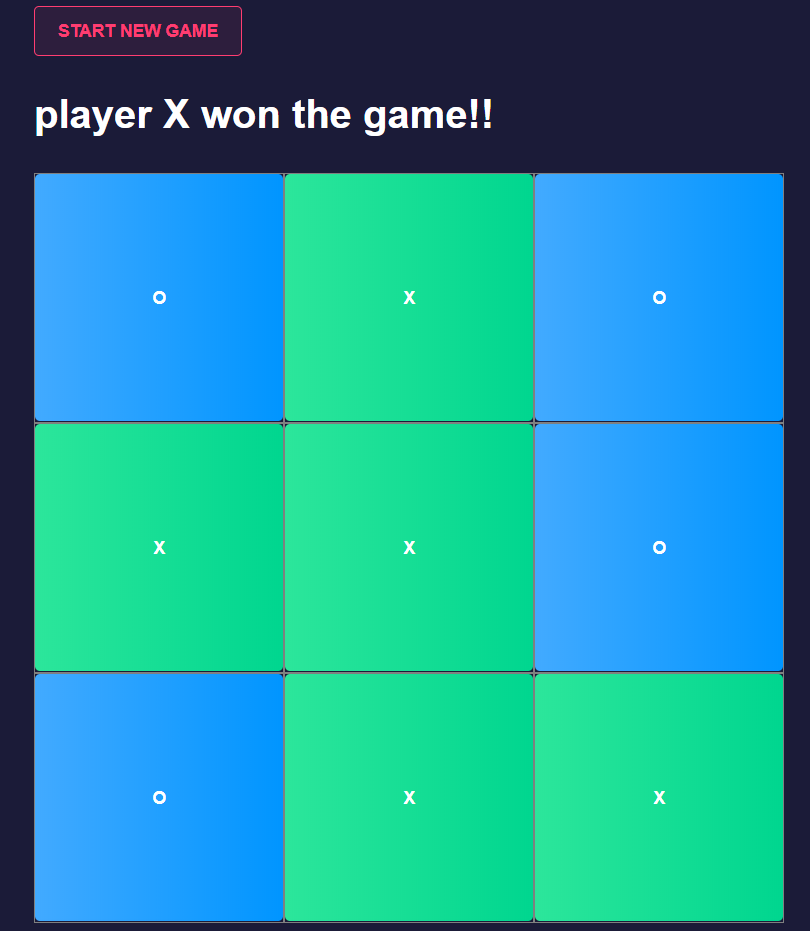 START NEW GAME
player X won the game!!
O X O
X X O
O X X